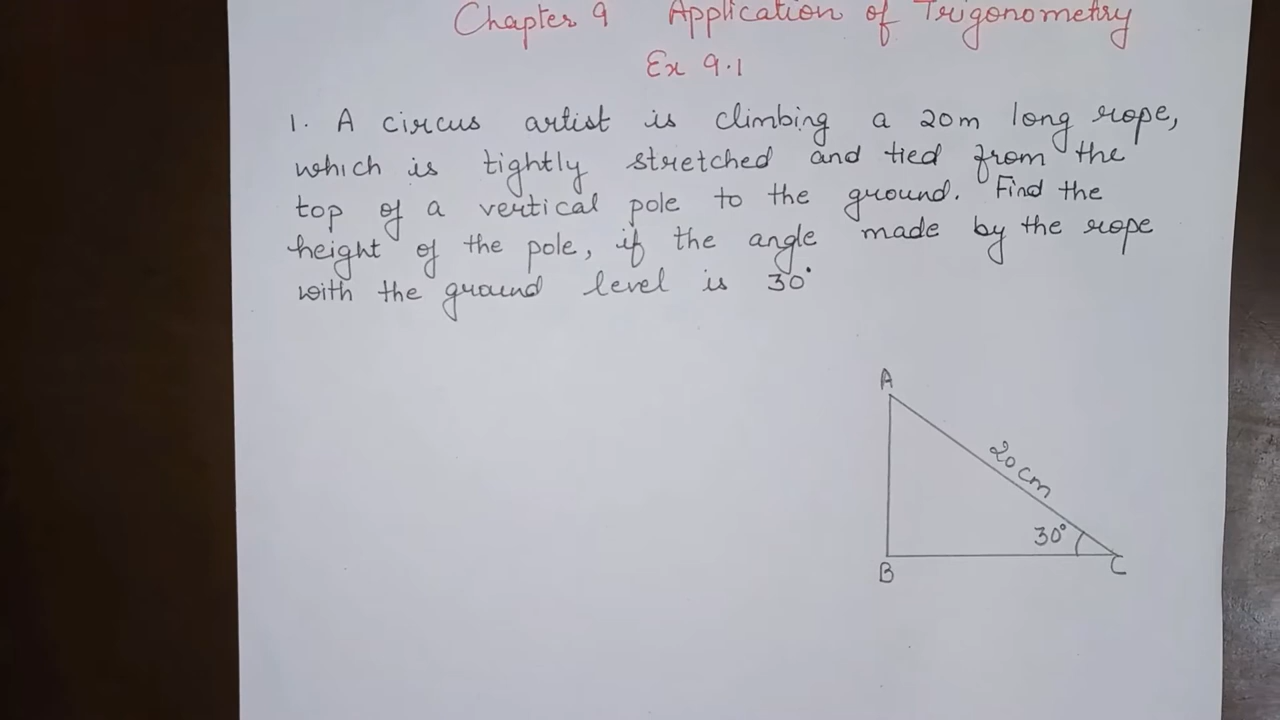 Chapter 9 Application of Trigonometry
Ex 9.1
1. A circus artist is climbing a 20m long rope,
which is tightly stretched and tied from the
top of a vertical pole to the ground. Find the
height of the pole, if the angle made by the rope
with the ground level is 30°
A
20 cm
30°
B
C